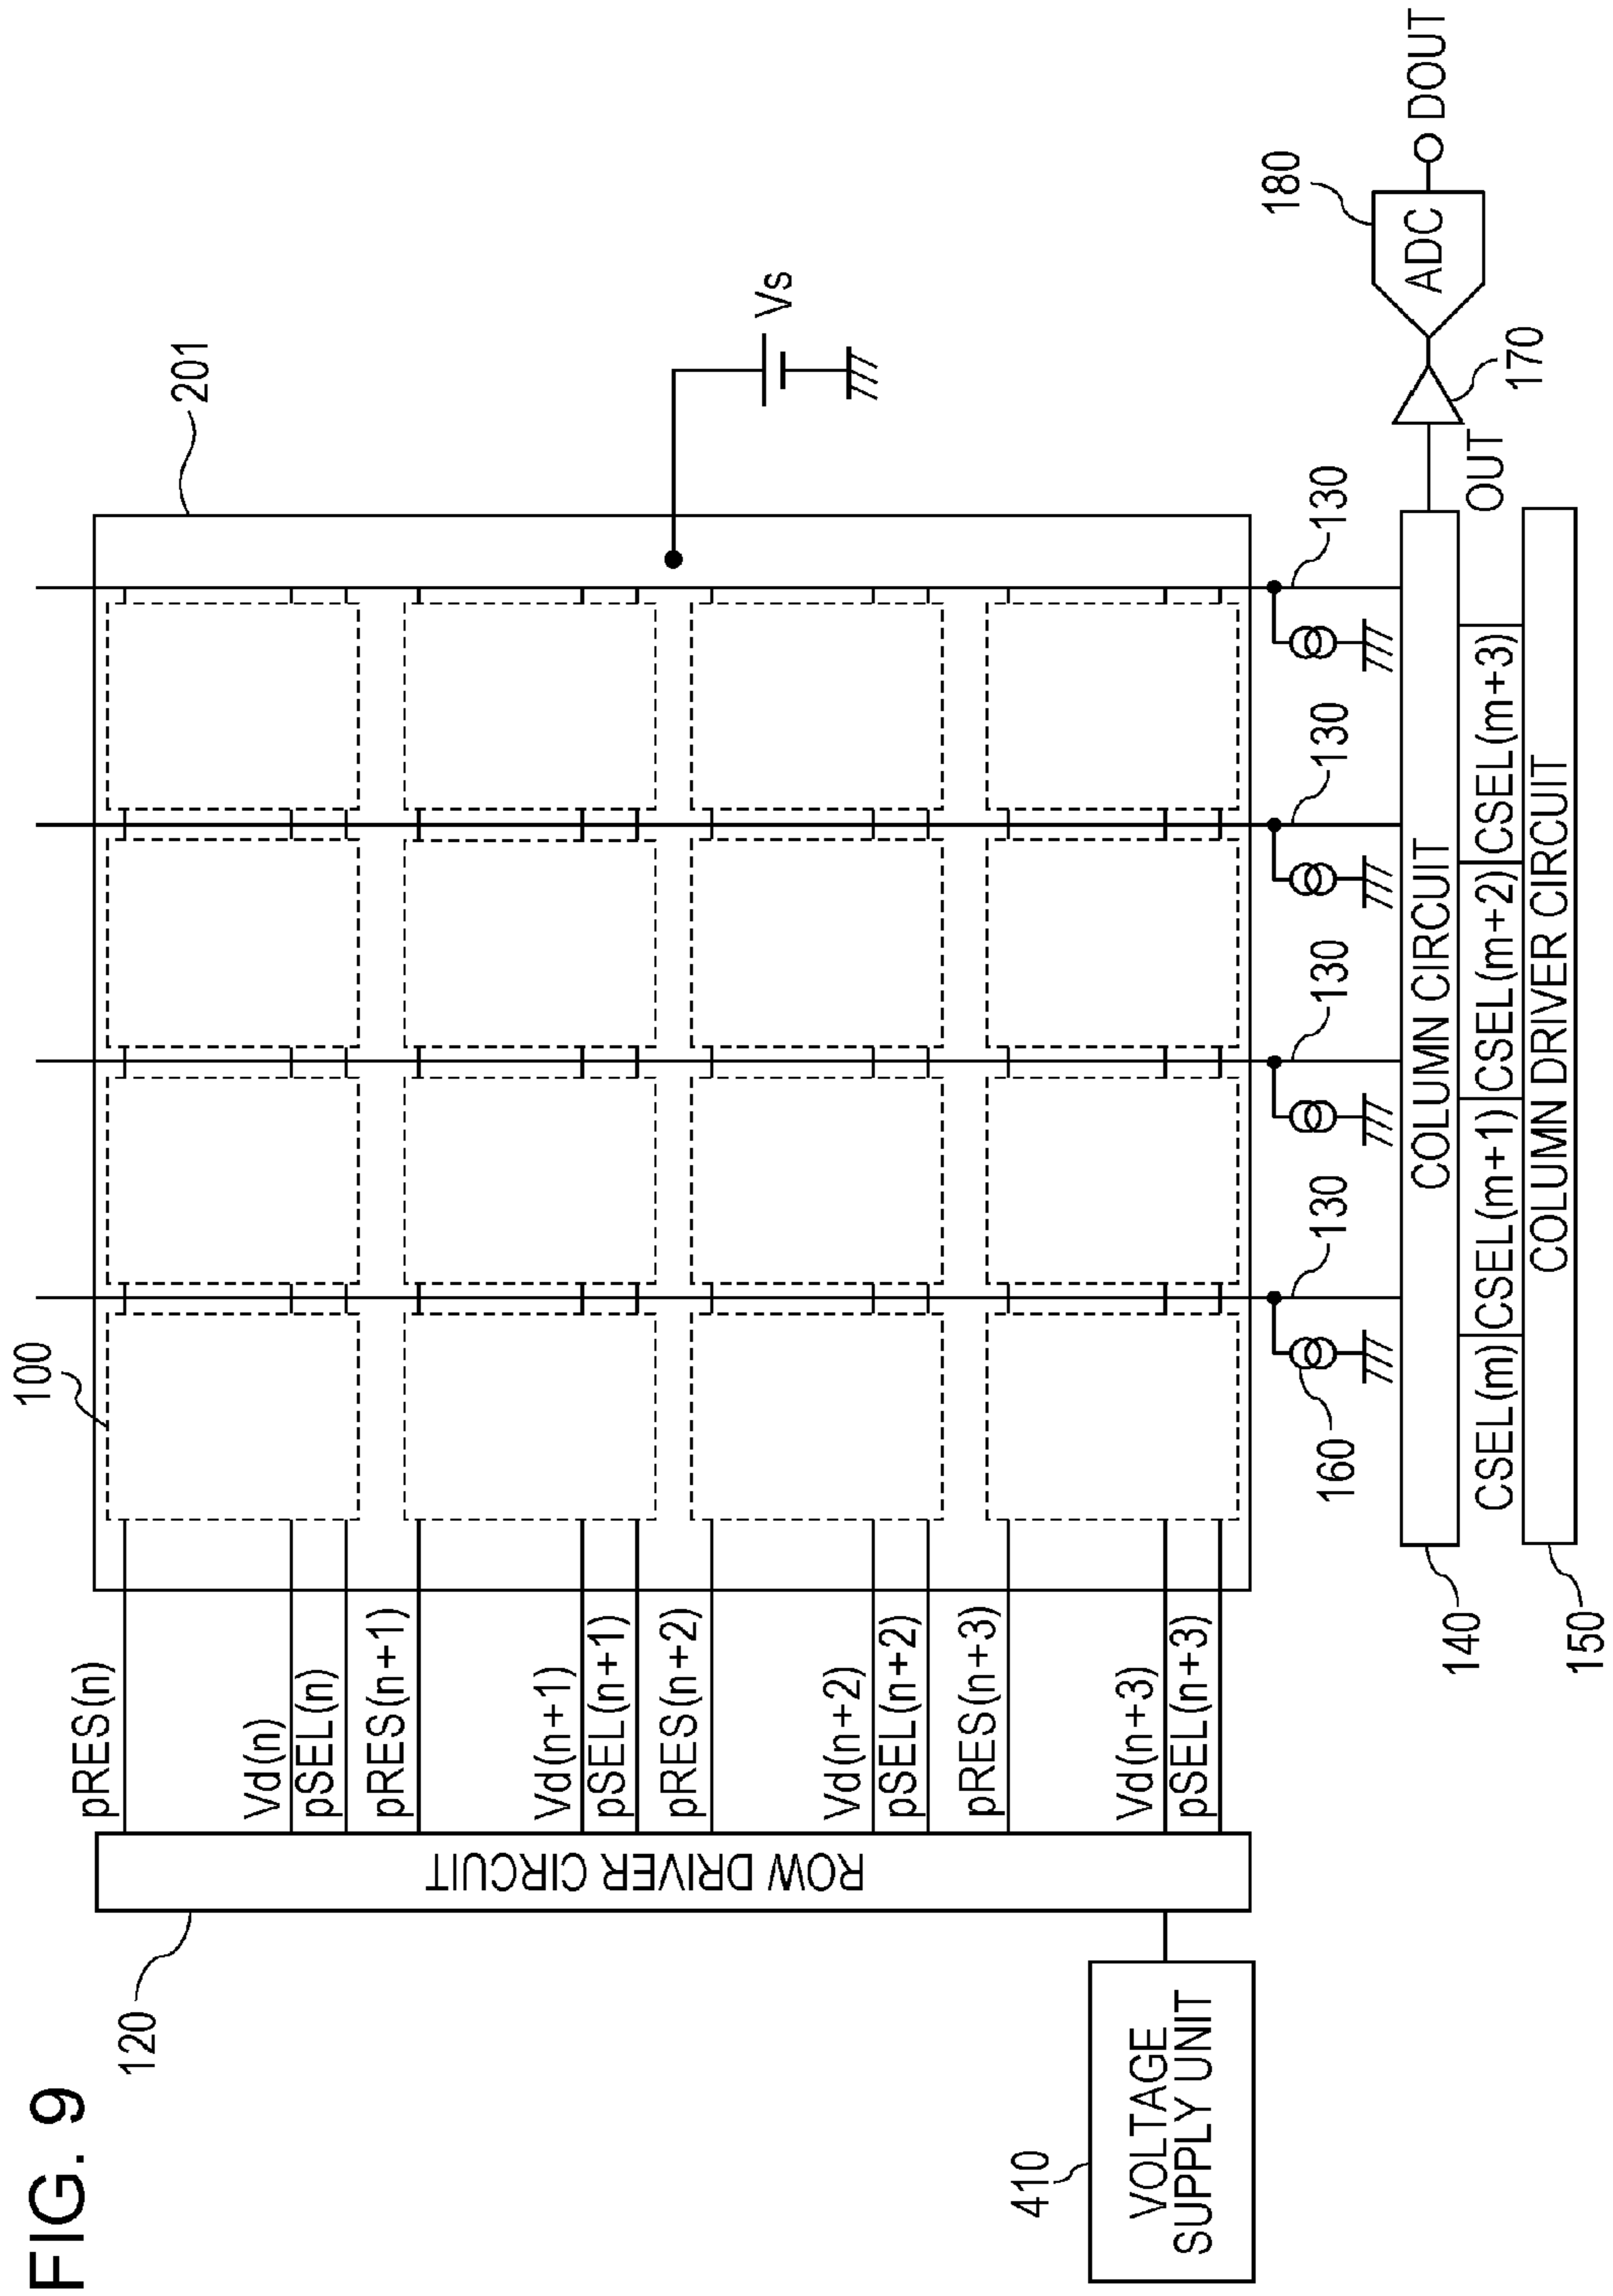 FIG. 9
100
201
120
pRES(n)
Vd(n)
pSEL(n)
pRES(n+1)
Vd(n+1)
pSEL(n+1)
pRES(n+2)
Vd(n+2)
pSEL(n+2)
pRES(n+3)
Vd(n+3)
pSEL(n+3)
ROW DRIVER CIRCUIT
Vs
410
VOLTAGE
SUPPLY UNIT
160
130
130
130
130
180
ADC
DOUT
170
OUT
140
COLUMN CIRCUIT
CSEL(m)
CSEL(m+1)
CSEL(m+2)
CSEL(m+3)
150
COLUMN DRIVER CIRCUIT